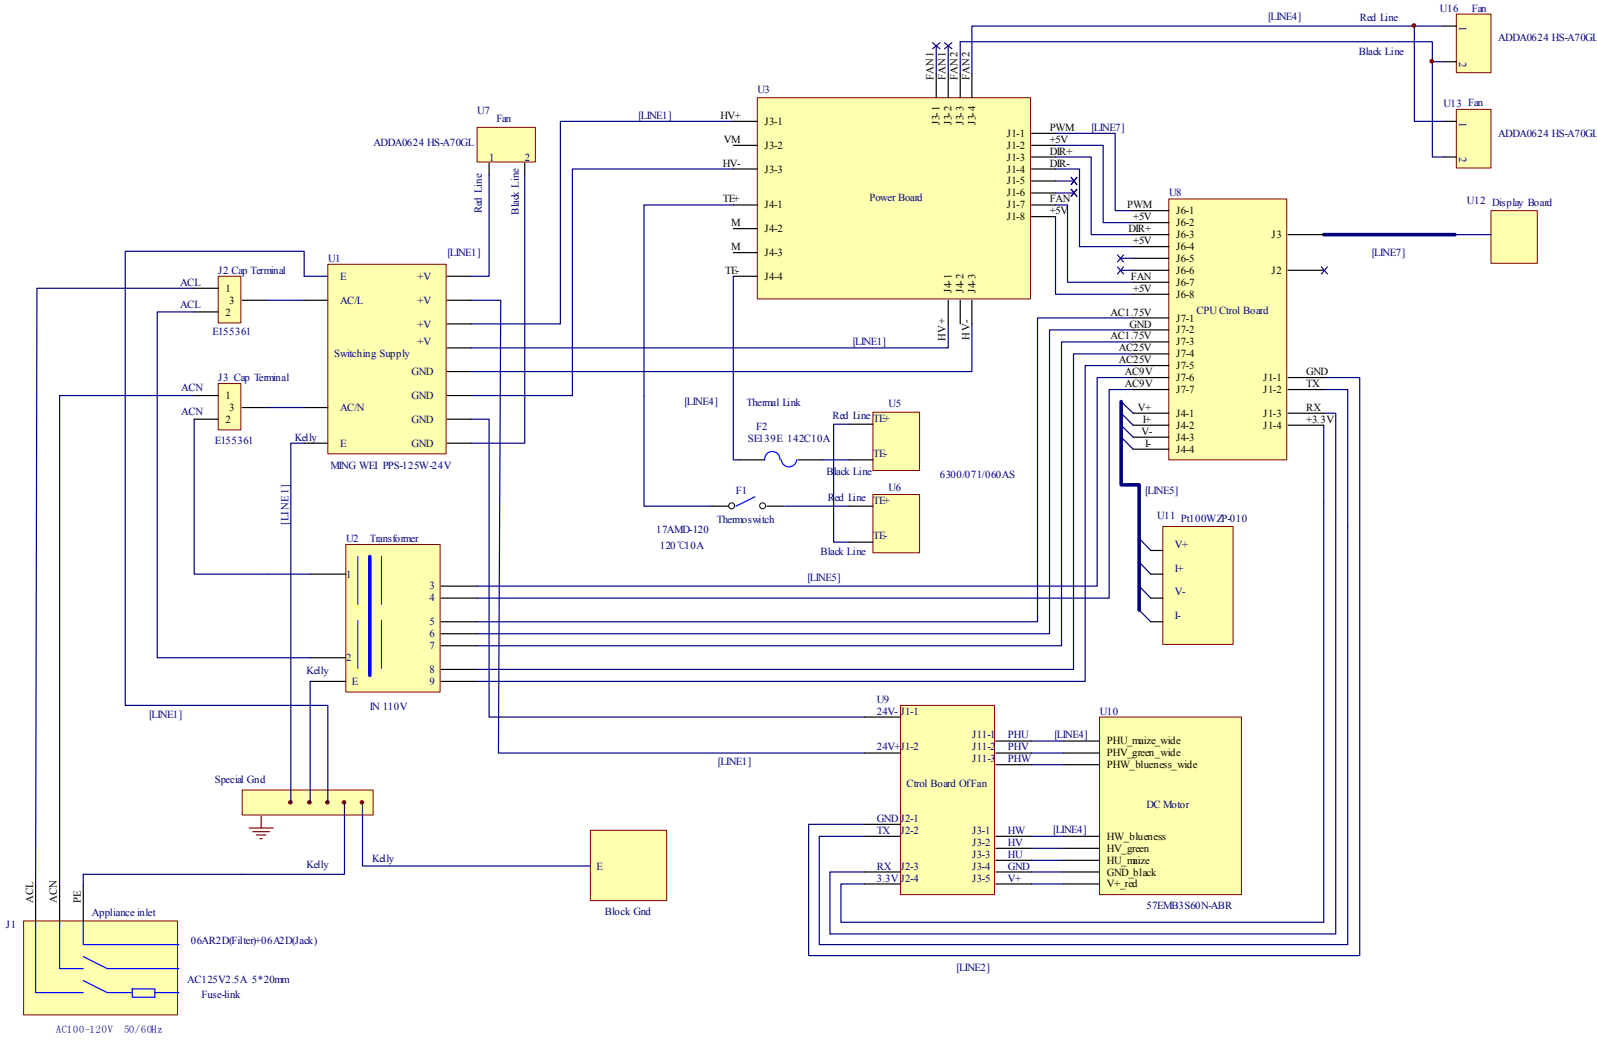 U16 Fan
[LINE4]
Red Line
1
ADDA0624 HS-A70GL
Black Line
2
FAN1
FAN1
FAN2
FAN2
U13 Fan
1
ADDA0624 HS-A70GL
2
U7
Fan
ADDA0624 HS-A70GL
1 2
Red Line
Black Line
[LINE1]
U3
J3-1
J3-2
J3-3
J3-4
[LINE1]
HV+ J3-1
VM J3-2
HV- J3-3
TE+ J4-1
M J4-2
M J4-3
TE- J4-4
Power Board
J1-1 PWM [LINE7]
J1-2 +5V
J1-3 DIR+
J1-4 DIR-
J1-5
J1-6
J1-7 FAN
J1-8 +5V
J4-1
J4-2
J4-3
HV+
HV-
[LINE1]
U8
PWM J6-1
+5V J6-2
DIR+ J6-3
+5V J6-4
J6-5
J6-6
FAN J6-7
+5V J6-8
CPU Ctrol Board
AC1.75V J7-1
GND J7-2
AC1.75V J7-3
AC25V J7-4
AC25V J7-5
AC9V J7-6
AC9V J7-7
V+ J4-1
I+ J4-2
V- J4-3
I- J4-4
J3
J2
J1-1 GND
J1-2 TX
J1-3 RX
J1-4 +3.3V
U12 Display Board
[LINE7]
J2 Cap Terminal
ACL 1
3
ACL 2
E155361
J3 Cap Terminal
ACN 1
3
ACN 2
E155361
U1
E +V
AC/L +V
+V
+V
Switching Supply
GND
GND
AC/N
GND
Kelly E GND
MING WEI PPS-125W-24V
[LINE1]
[LINE4]
Thermal Link
F2
SEI39E 142C10A
U5
Red Line TE+
TE-
Black Line
6300/071/060AS
U6
Red Line TE+
TE-
Black Line
F1
Thermoswitch
17AMD-120
120℃10A
[LINE5]
U11 Pt100WZP-010
V+
I+
V-
I-
U2 Transformer
1
2
Kelly E
3
4
5
6
7
8
9
IN 110V
[LINE5]
[LINE1]
[LINE1]
U9
24V- J1-1
24V+ J1-2
J11-1 PHU [LINE4]
J11-2 PHV
J11-3 PHW
Ctrol Board OfFan
GND J2-1
TX J2-2
RX J2-3
3.3V J2-4
J3-1 HW [LINE4]
J3-2 HV
J3-3 HU
J3-4 GND
J3-5 V+
U10
PHU_maize_wide
PHV_green_wide
PHW_blueness_wide
DC Motor
HW_blueness
HV_green
HU_maize
GND_black
V+_red
57EMB3S60N-ABR
[LINE2]
Special Gnd
Kelly
Kelly
E
Block Gnd
ACL
ACN
PE
J1
Appliance inlet
06AR2D(Filter)+06A2D(Jack)
AC125V2.5A 5*20mm
Fuse-link
AC100-120V 50/60Hz